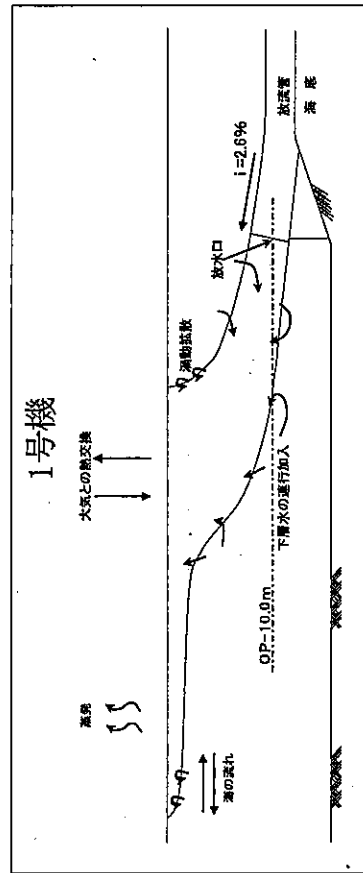 1号機
蒸発
大気との熱交換
渦動拡散
海の流れ
i=2.6%
放水口
放流管
海 底
OP-10.0m
下層水の連行加入